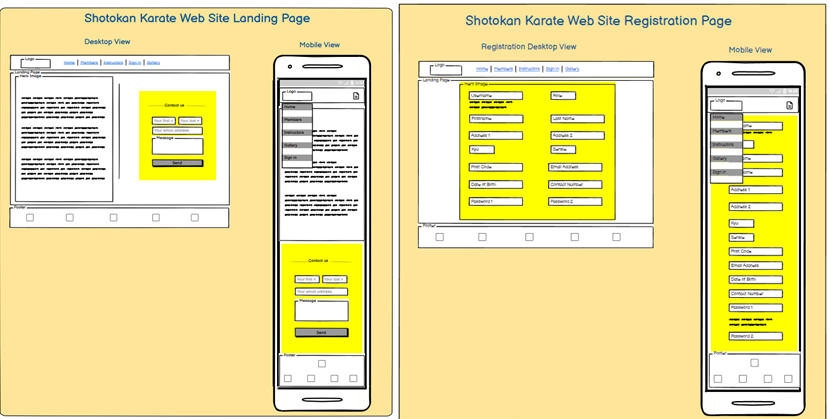 Shotokan Karate Web Site Landing Page
Desktop View
Logo
Home
Members
Instructors
Sign in
Gallery
Landing Page
Hero Image
Contact us
Your first n
Your last n
Your email address
Message
Send
Footer
Mobile View
Logo
Home
Members
Instructors
Gallery
Sign in
Contact us
Your first n
Your last n
Your email address
Message
Send
Footer
Shotokan Karate Web Site Registration Page
Registration Desktop View
Logo
Home
Members
Instructors
Sign in
Gallery
Landing Page
Hero Image
Username
Firstname
Last Name
Address 1
Address 2
Kyu
Sensie
Post Code
Email Address
Date of Birth
Contact Number
Password 1
Password 2
Footer
Mobile View
Logo
Home
Members
Instructors
Gallery
Sign in
Address 1
Address 2
Kyu
Sensie
Post Code
Email Address
Date of Birth
Contact Number
Password 1
Password 2
Footer